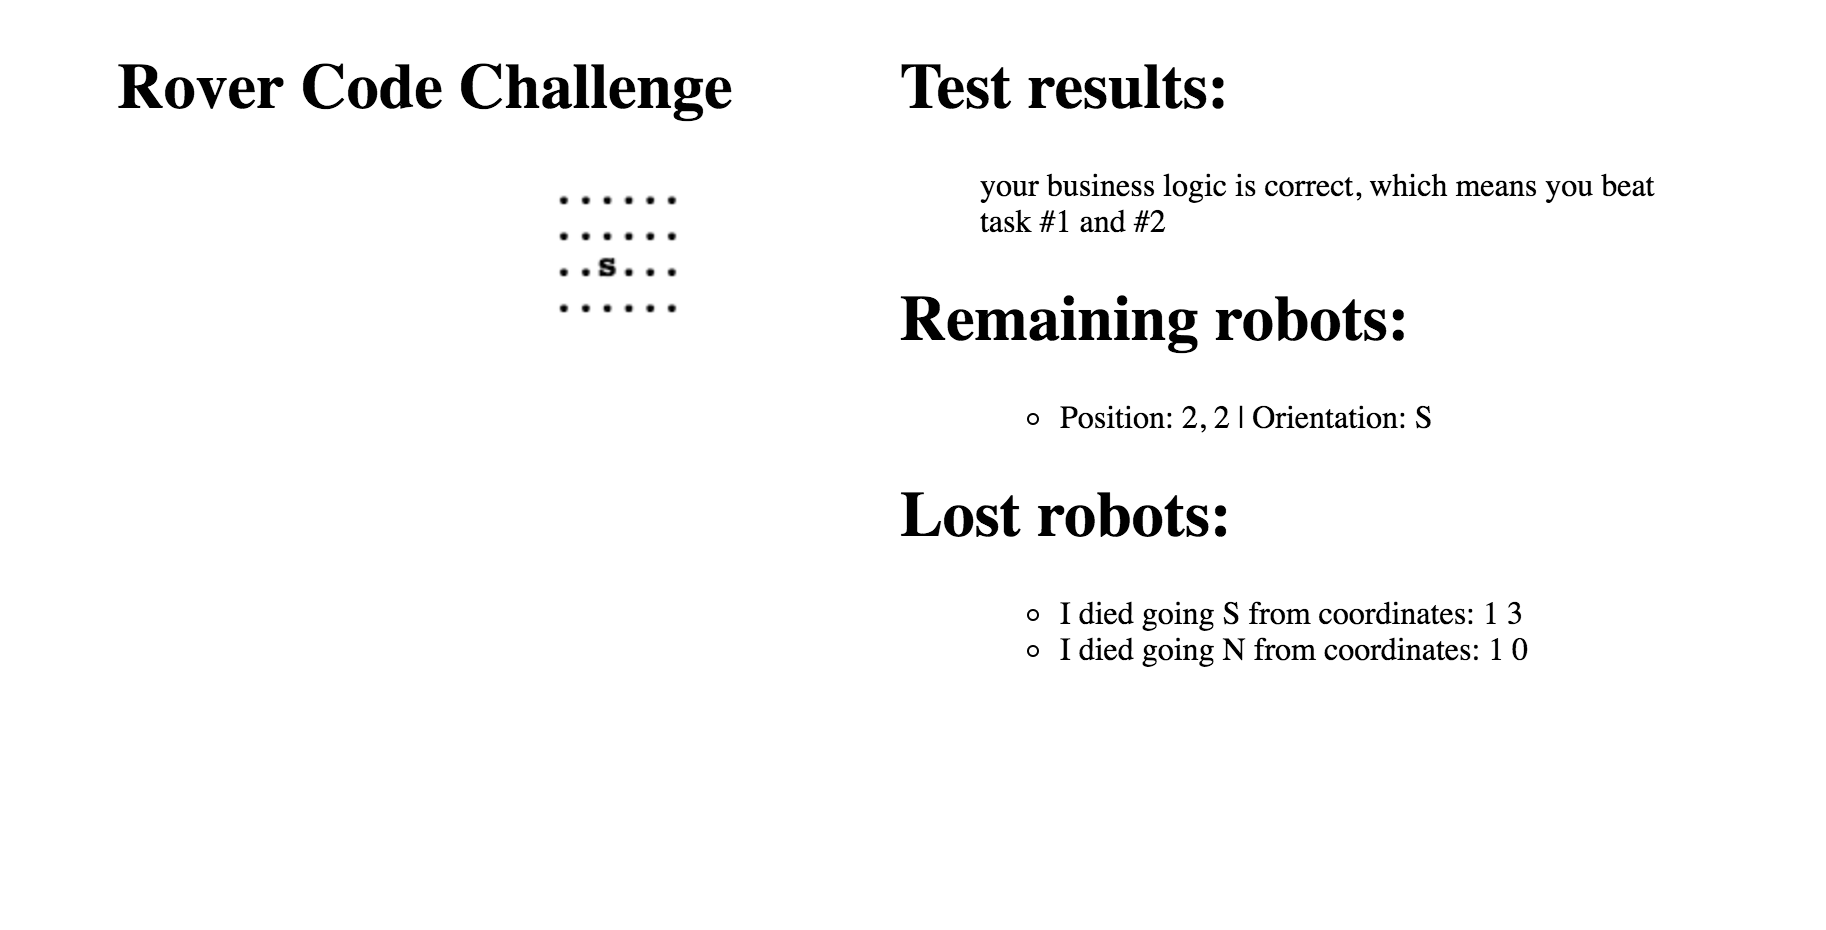 Rover Code Challenge
......
......
..S...
......
Test results:
your business logic is correct, which means you beat
task #1 and #2
Remaining robots:
Position: 2, 2 | Orientation: S
Lost robots:
I died going S from coordinates: 1 3
I died going N from coordinates: 1 0